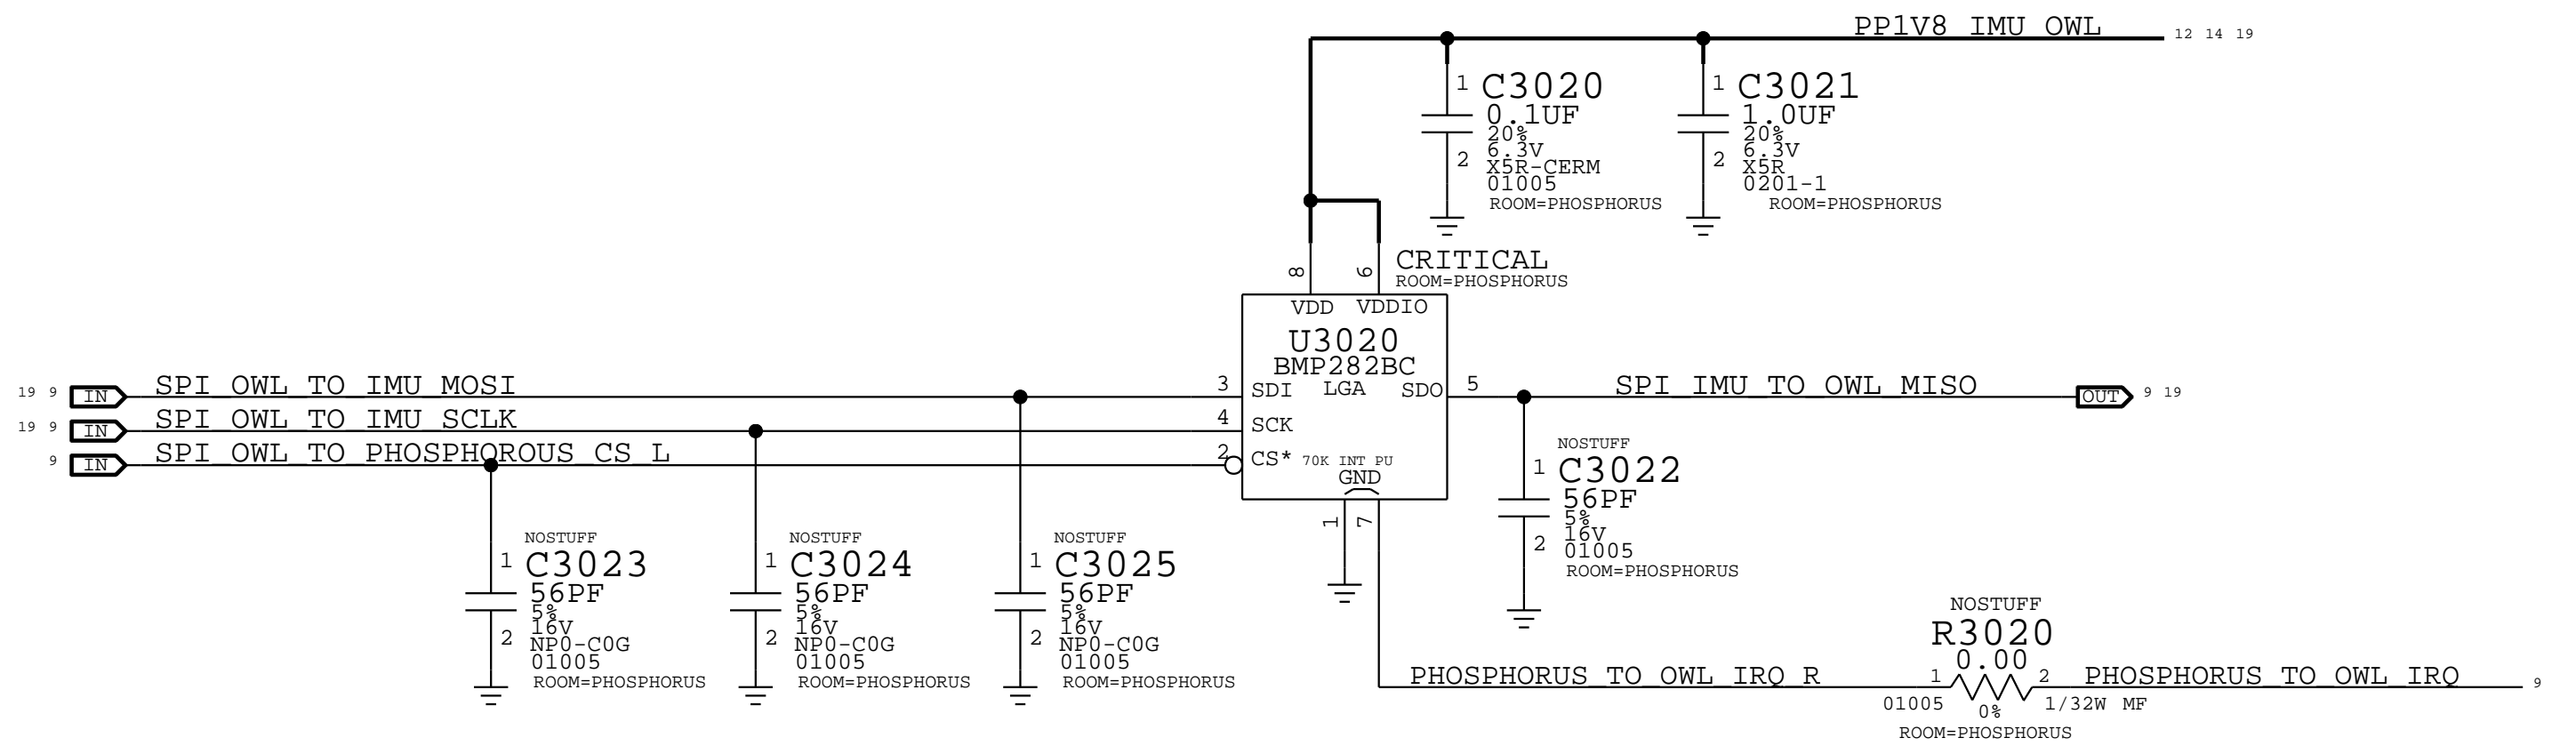 PP1V8 IMU OWL 12 14 19
1 C3020
0.1UF
20%
6.3V
2 X5R-CERM
01005
ROOM=PHOSPHORUS
1 C3021
1.0UF
20%
6.3V
2 X5R
0201-1
ROOM=PHOSPHORUS
8 6 CRITICAL
ROOM=PHOSPHORUS
VDD VDDIO
U3020
BMP282BC
LGA
19 9 IN SPI_OWL_TO_IMU_MOSI 3 SDI
19 9 IN SPI_OWL_TO_IMU_SCLK 4 SCK
9 IN SPI_OWL_TO_PHOSPHOROUS_CS_L 2 CS* 70K INT PU
GND
1 7
SDO 5 SPI_IMU_TO_OWL_MISO OUT 9 19
NOSTUFF
1 C3022
56PF
5%
16V
2 01005
ROOM=PHOSPHORUS
NOSTUFF
1 C3023
56PF
5%
16V
2 NP0-C0G
01005
ROOM=PHOSPHORUS
NOSTUFF
1 C3024
56PF
5%
16V
2 NP0-C0G
01005
ROOM=PHOSPHORUS
NOSTUFF
1 C3025
56PF
5%
16V
2 NP0-C0G
01005
ROOM=PHOSPHORUS
NOSTUFF
R3020
0.00
PHOSPHORUS_TO_OWL_IRQ_R 1 2 PHOSPHORUS_TO_OWL_IRQ 9
01005 0% 1/32W MF
ROOM=PHOSPHORUS